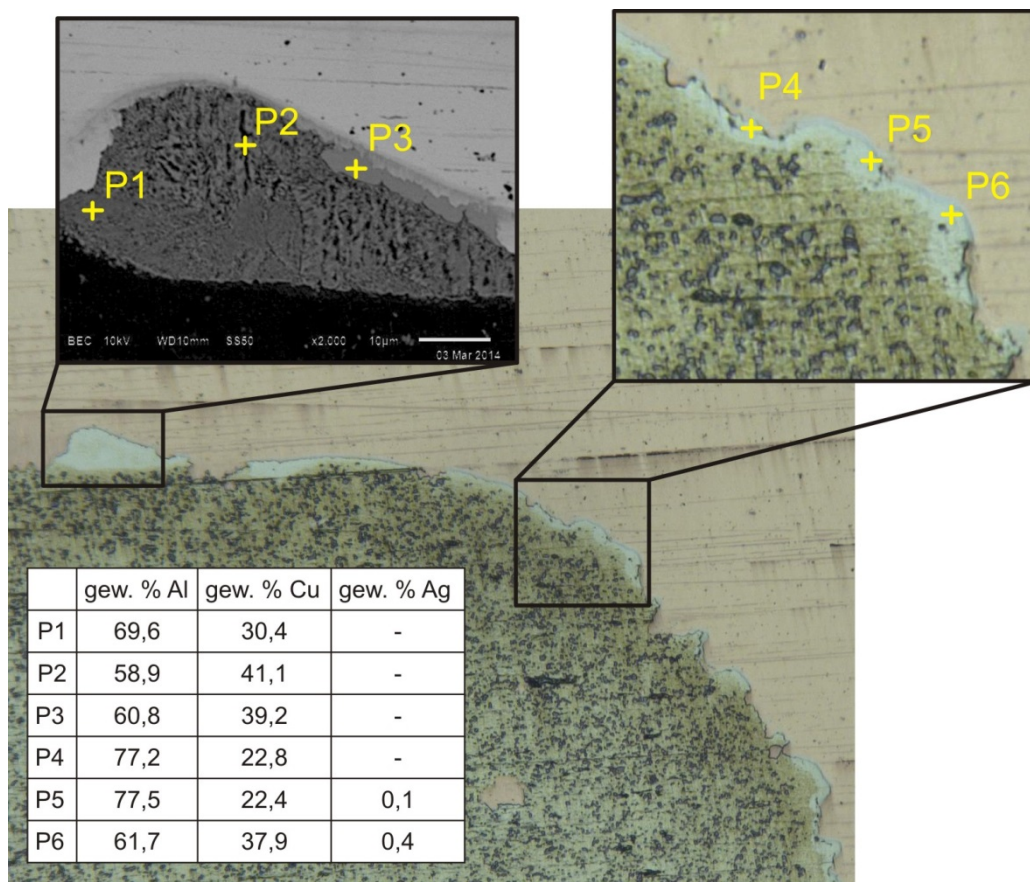 P1
P2
P3
BEC 10kV WD10mm SS50 x2.000 10µm
03 Mar 2014
P4
P5
P6
gew. % Al gew. % Cu gew. % Ag
P1 69,6 30,4 -
P2 58,9 41,1 -
P3 60,8 39,2 -
P4 77,2 22,8 -
P5 77,5 22,4 0,1
P6 61,7 37,9 0,4